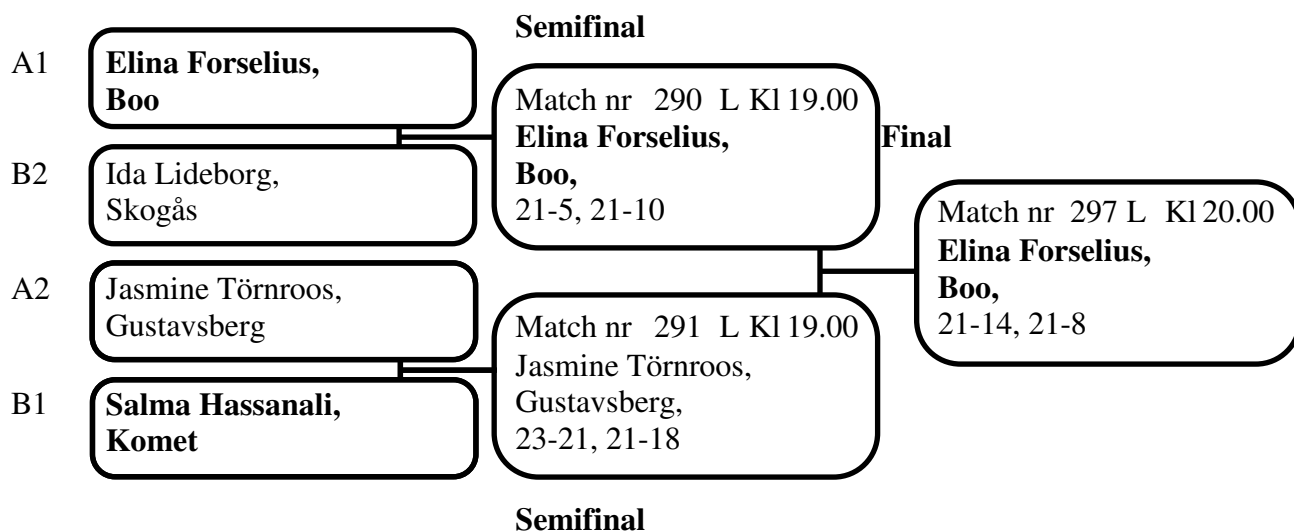 Semifinal
A1
Elina Forselius,
Boo
B2
Ida Lideborg,
Skogås
A2
Jasmine Törnroos,
Gustavsberg
B1
Salma Hassanali,
Komet
Match nr 290 L Kl 19.00
Elina Forselius,
Boo,
21-5, 21-10
Match nr 291 L Kl 19.00
Jasmine Törnroos,
Gustavsberg,
23-21, 21-18
Semifinal
Final
Match nr 297 L Kl 20.00
Elina Forselius,
Boo,
21-14, 21-8